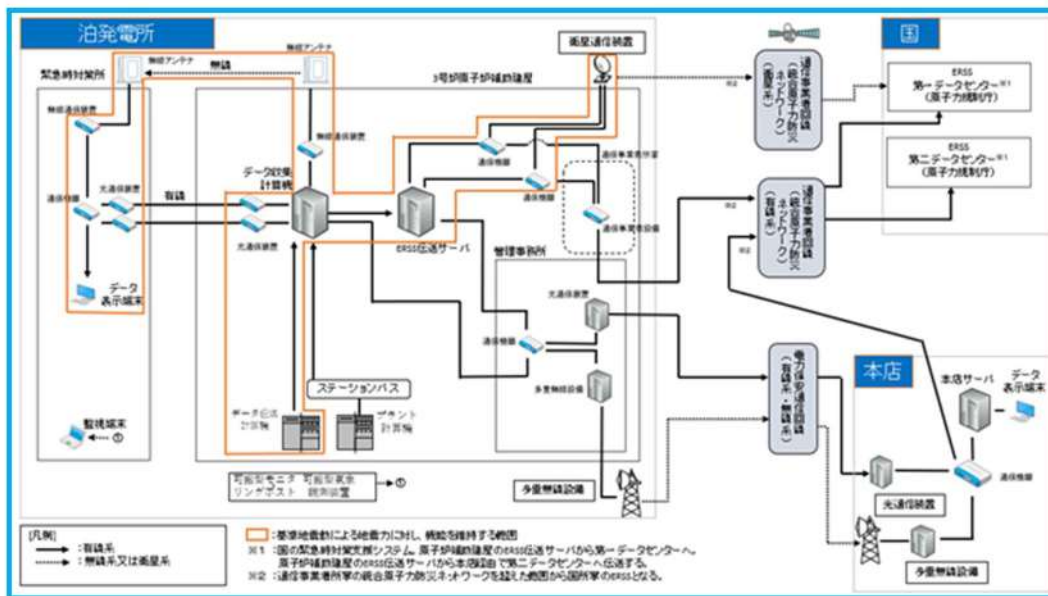 泊発電所
緊急時対策所
無線アンテナ
無線アンテナ
無線
衛星通信装置
3号炉原子炉補助建屋
無線通信装置
無線通信装置
データ収集
計算機
通信機器
光通信装置
有線
光通信装置
ERSS伝送サーバ
通信機器
通信機器
通信事業者設備
データ
表示端末
監視端末
①
ステーションバス
データ伝送
計算機
プラント
計算機
可搬型モニタ
リングポスト
可搬型気象
観測装置
①
管理事務所
光通信装置
通信機器
多重無線設備
多重無線設備
通信事業者回線
(統合原子力防災
ネットワーク)
(衛星系)
※2
通信事業者回線
(統合原子力防災
ネットワーク)
(有線系)
※2
※2
電力保安通信回線
(有線系・無線系)
国
ERSS
第一データセンター※1
(原子力規制庁)
ERSS
第二データセンター※1
(原子力規制庁)
本店
本店サーバ
データ
表示端末
通信機器
光通信装置
多重無線設備
[凡例]
:有線系
:無線系又は衛星系
:基準地震動による地震力に対し、機能を維持する範囲
※1 :国の緊急時対策支援システム。原子炉補助建屋のERSS伝送サーバから第一データセンターへ。
原子炉補助建屋のERSS伝送サーバから本店経由で第二データセンターへ伝送する。
※2 :通信事業者所掌の統合原子力防災ネットワークを超えた範囲から国所掌のERSSとなる。